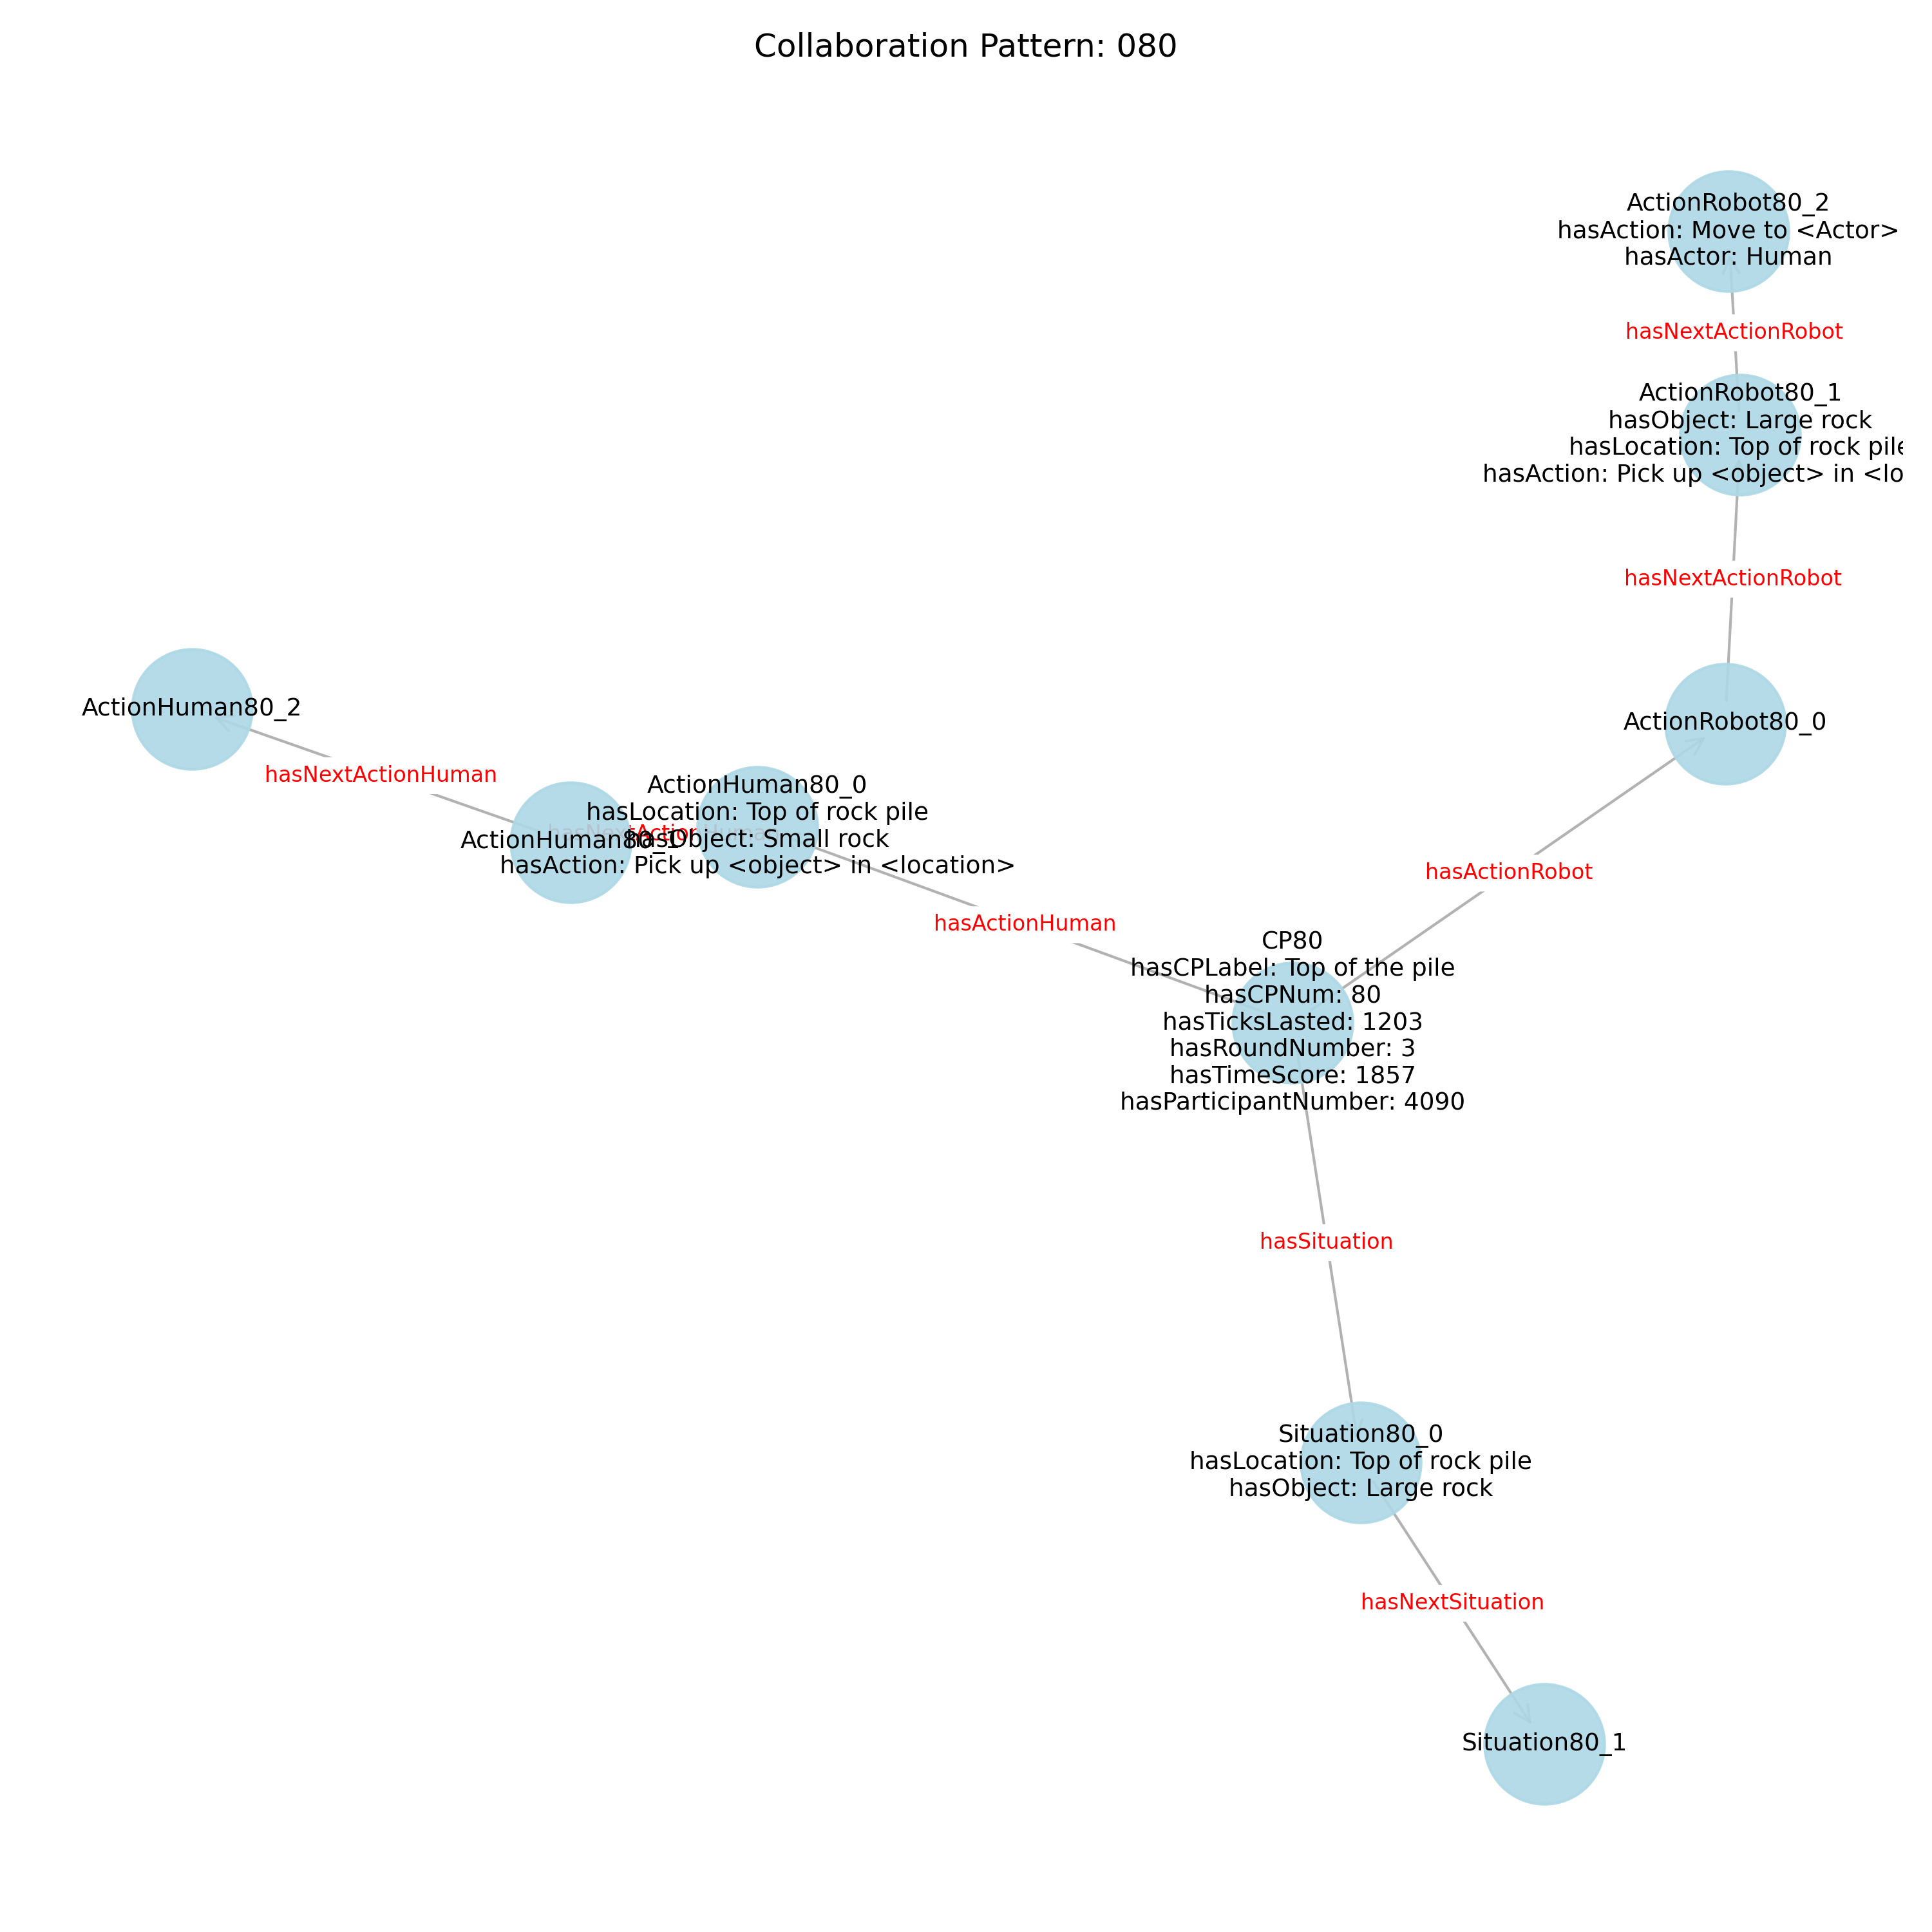 Collaboration Pattern: 080
ActionRobot80_2
hasAction: Move to <Actor>
hasActor: Human
hasNextActionRobot
ActionRobot80_1
hasObject: Large rock
hasLocation: Top of rock pile
hasAction: Pick up <object> in <lo
hasNextActionRobot
ActionHuman80_2
ActionRobot80_0
hasNextActionHuman
ActionHuman80_0
hasLocation: Top of rock pile
hasObject: Small rock
hasAction: Pick up <object> in <location>
ActionHuman80_1
hasNextActionHuman
hasActionRobot
hasActionHuman
CP80
hasCPLabel: Top of the pile
hasCPNum: 80
hasTicksLasted: 1203
hasRoundNumber: 3
hasTimeScore: 1857
hasParticipantNumber: 4090
hasSituation
Situation80_0
hasLocation: Top of rock pile
hasObject: Large rock
hasNextSituation
Situation80_1